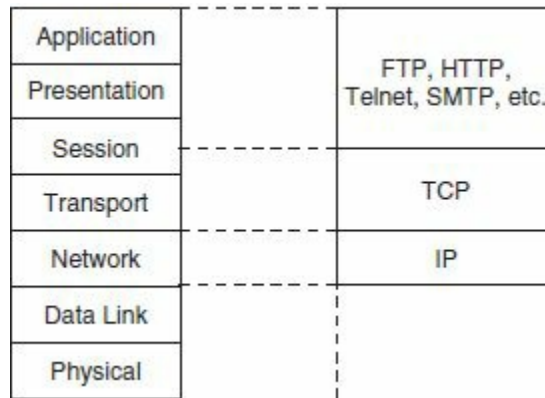 Application
Presentation
Session
Transport
Network
Data Link
Physical
FTP, HTTP,
Telnet, SMTP, etc.
TCP
IP